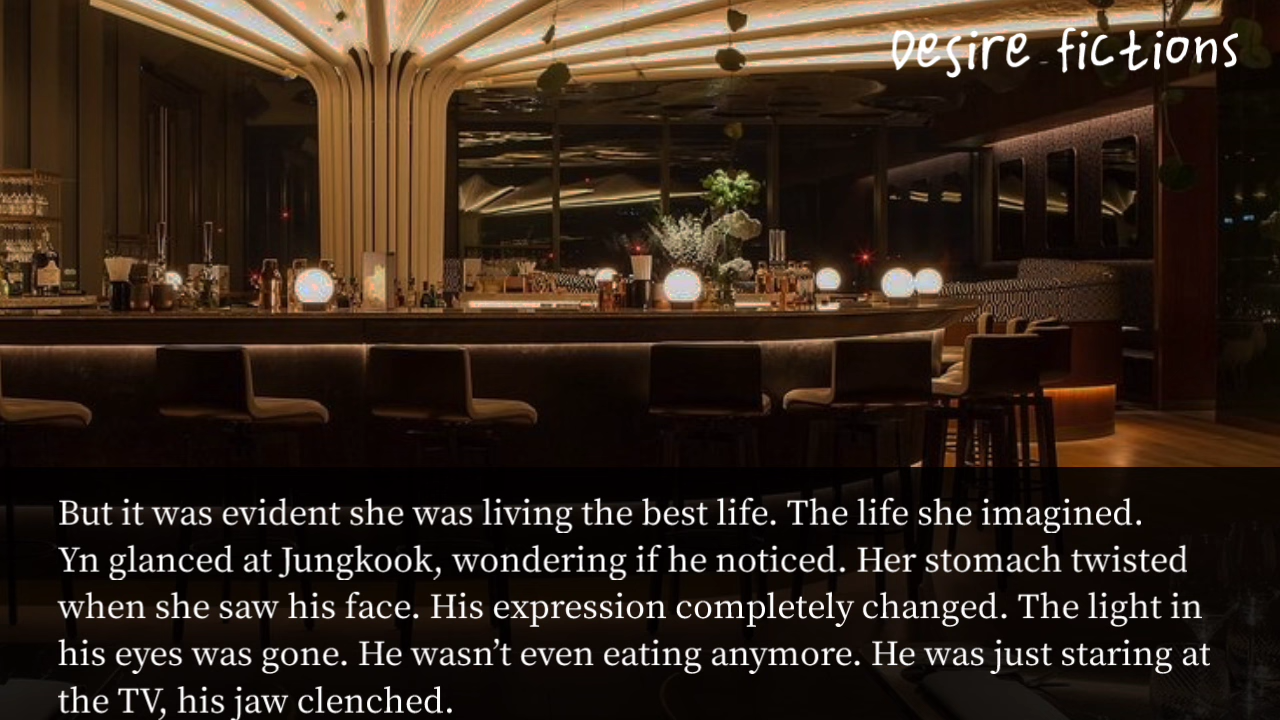 Desire fictions
But it was evident she was living the best life. The life she imagined.
Yn glanced at Jungkook, wondering if he noticed. Her stomach twisted
when she saw his face. His expression completely changed. The light in
his eyes was gone. He wasn’t even eating anymore. He was just staring at
the TV, his jaw clenched.